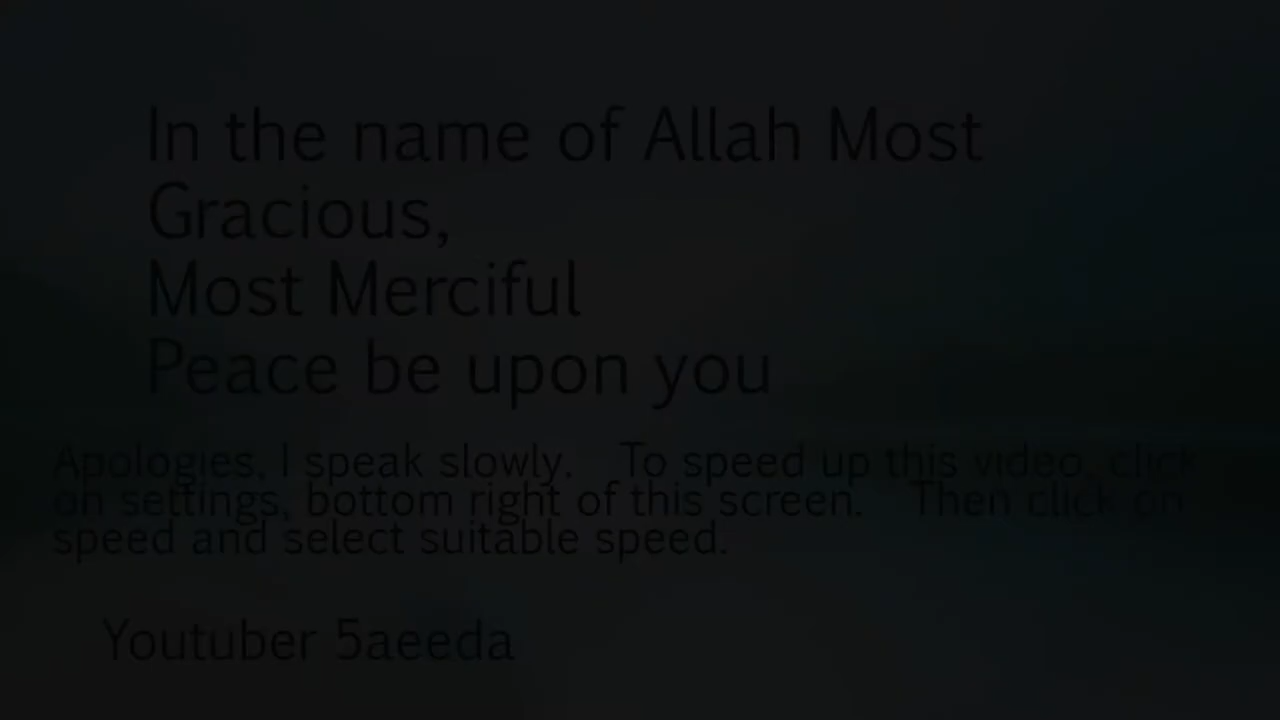 In the name of Allah Most
Gracious,
Most Merciful
Peace be upon you
Apologies, I speak slowly. To speed up this video, click
on settings, bottom right of this screen. Then click on
speed and select suitable speed.
Youtuber 5aeeda